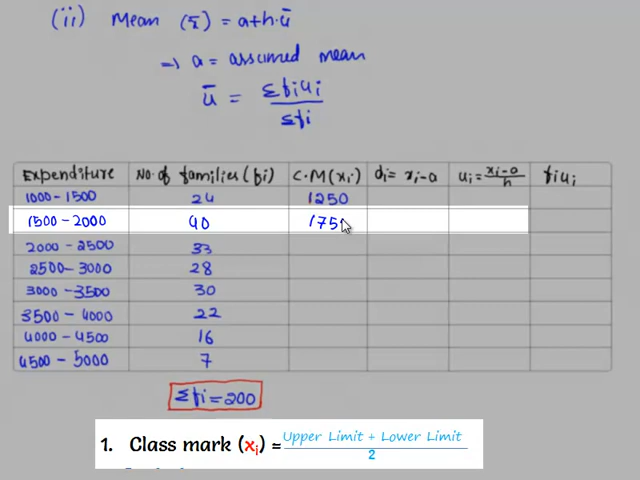 (ii) Mean (x̄) = a+h·ū
⇒ a = assumed mean
ū = Σfiui / Σfi
Expenditure No. of families (fi) C.M (xi) di = xi-a ui = xi-a / h fiui
1000-1500 24 1250
1500-2000 40 175
2000-2500 33
2500-3000 28
3000-3500 30
3500-4000 22
4000-4500 16
4500-5000 7
Σfi = 200
1. Class mark (xi) = Upper Limit + Lower Limit / 2